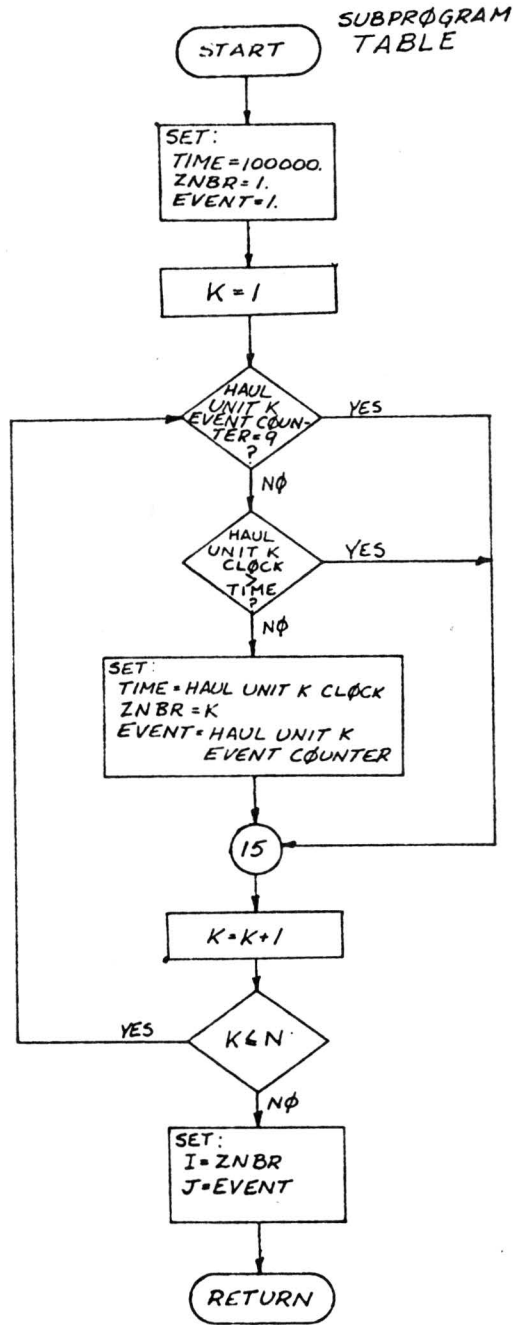 SUBPRØGRAM
TABLE
START
SET:
TIME=100000.
ZNBR=1.
EVENT=1.
K=1
HAUL
UNIT K
EVENT CØUN-
TER=9
?
YES
NØ
HAUL
UNIT K
CLØCK
>
TIME
?
YES
NØ
SET:
TIME=HAUL UNIT K CLØCK
ZNBR=K
EVENT=HAUL UNIT K
EVENT CØUNTER
15
K=K+1
K≤N
YES
NØ
SET:
I=ZNBR
J=EVENT
RETURN